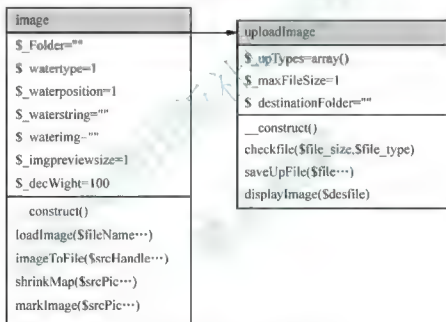 image
$_Folder=""
$_watertype=1
$_waterposition=1
$_waterstring=""
$_waterimg=""
$_imgpreviewsize=1
$_decWight=100
__construct()
loadImage($fileName…)
imageToFile($srcHandle…)
shrinkMap($srcPic…)
markImage($srcPic…)
uploadImage
$_upTypes=array()
$_maxFileSize=1
$_destinationFolder=""
__construct()
checkfile($file_size,$file_type)
saveUpFile($file…)
displayImage($desfile)